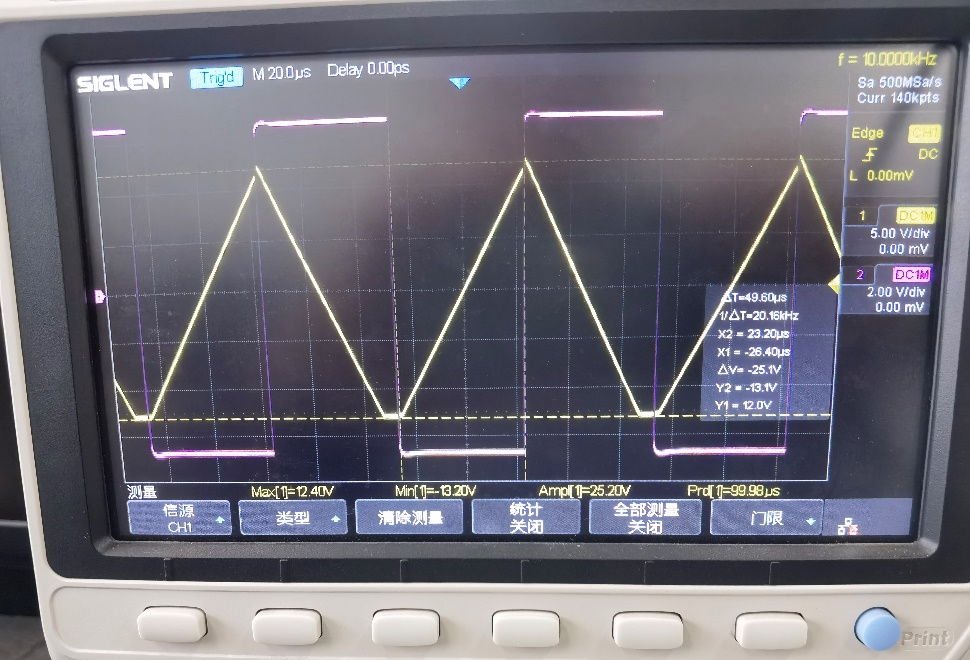 SIGLENT Trig'd M 20.0µs Delay 0.00ps f = 10.0000kHz
Sa 500MSa/s
Curr 140kpts
Edge CH1
DC
L 0.00mV
1 DC1M
5.00 V/div
0.00 mV
2 DC1M
2.00 V/div
0.00 mV
ΔT=49.60µs
1/ΔT=20.16kHz
X2 = 23.20µs
X1 = -26.40µs
ΔV= -25.1V
Y2 = -13.1V
Y1 = 12.0V
测量 Max[1]=12.40V Min[1]=-13.20V Ampl[1]=25.20V Prd[1]=99.98µs
信源
CH1
类型
清除测量
统计
关闭
全部测量
关闭
门限
Print